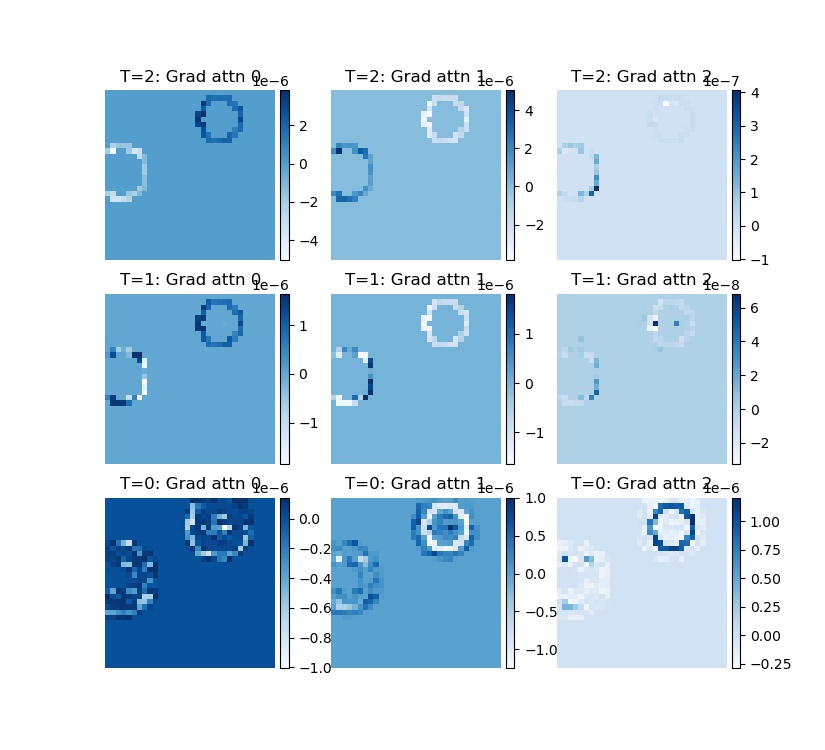 T=2: Grad attn 0
1e−6
T=2: Grad attn 1
1e−6
T=2: Grad attn 2
1e−7
2
0
−2
−4
4
2
0
−2
4
3
2
1
0
−1
T=1: Grad attn 0
1e−6
T=1: Grad attn 1
1e−6
T=1: Grad attn 2
1e−8
1
0
−1
1
0
−1
6
4
2
0
−2
T=0: Grad attn 0
1e−6
T=0: Grad attn 1
1e−6
T=0: Grad attn 2
1e−6
0.0
−0.2
−0.4
−0.6
−0.8
−1.0
1.0
0.5
0.0
−0.5
−1.0
1.00
0.75
0.50
0.25
0.00
−0.25